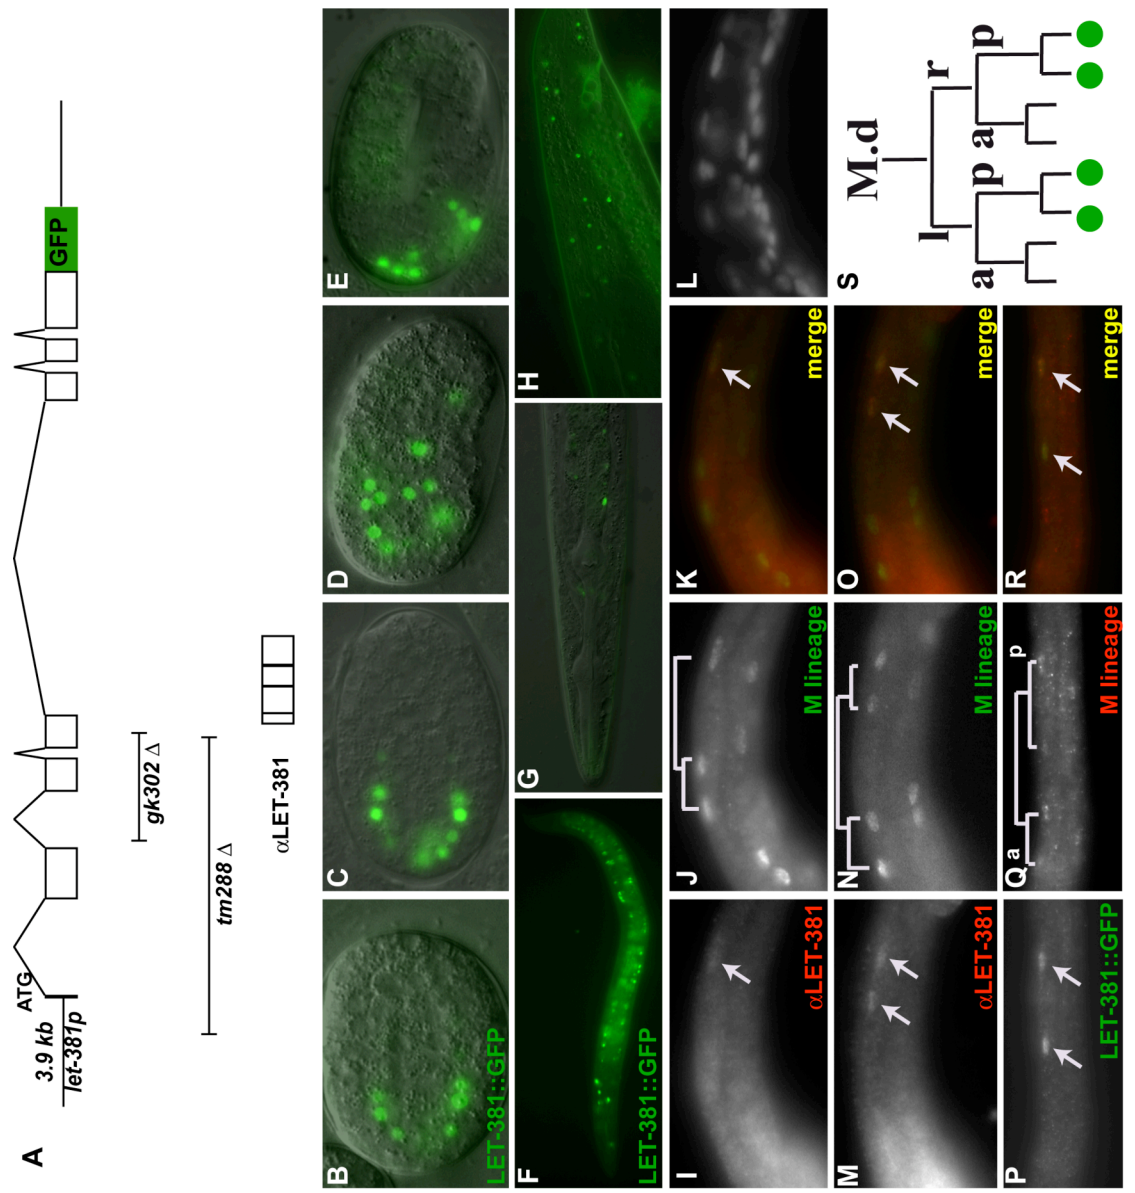 A
3.9 kb
let-381p
ATG
GFP
gk302 Δ
tm288 Δ
αLET-381
B
LET-381::GFP
C
D
E
F
LET-381::GFP
G
H
I
αLET-381
J
M lineage
K
merge
L
M
αLET-381
N
M lineage
O
merge
P
LET-381::GFP
Q
a
p
M lineage
R
merge
S
M.d
l r
a p a p